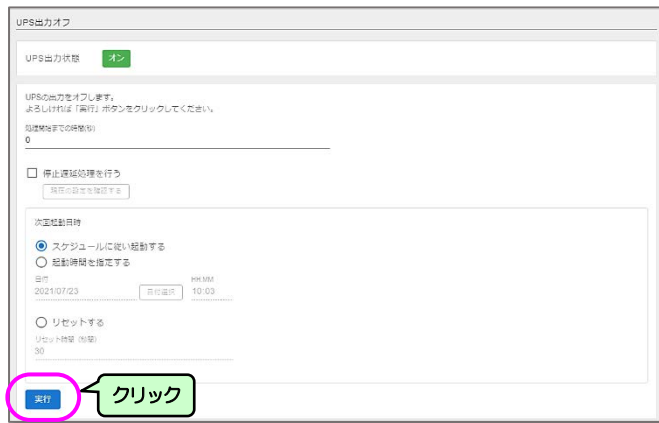 UPS出力オフ
UPS出力状態 オン
UPSの出力をオフします。
よろしければ「実行」ボタンをクリックしてください。
処理開始までの時間(秒)
0
停止遅延処理を行う
現在の設定を確認する
次回起動日時
スケジュールに従い起動する
起動時間を指定する
日付 HH:MM
2021/07/23 日付選択 10:03
リセットする
リセット時間 (秒間)
30
実行 クリック